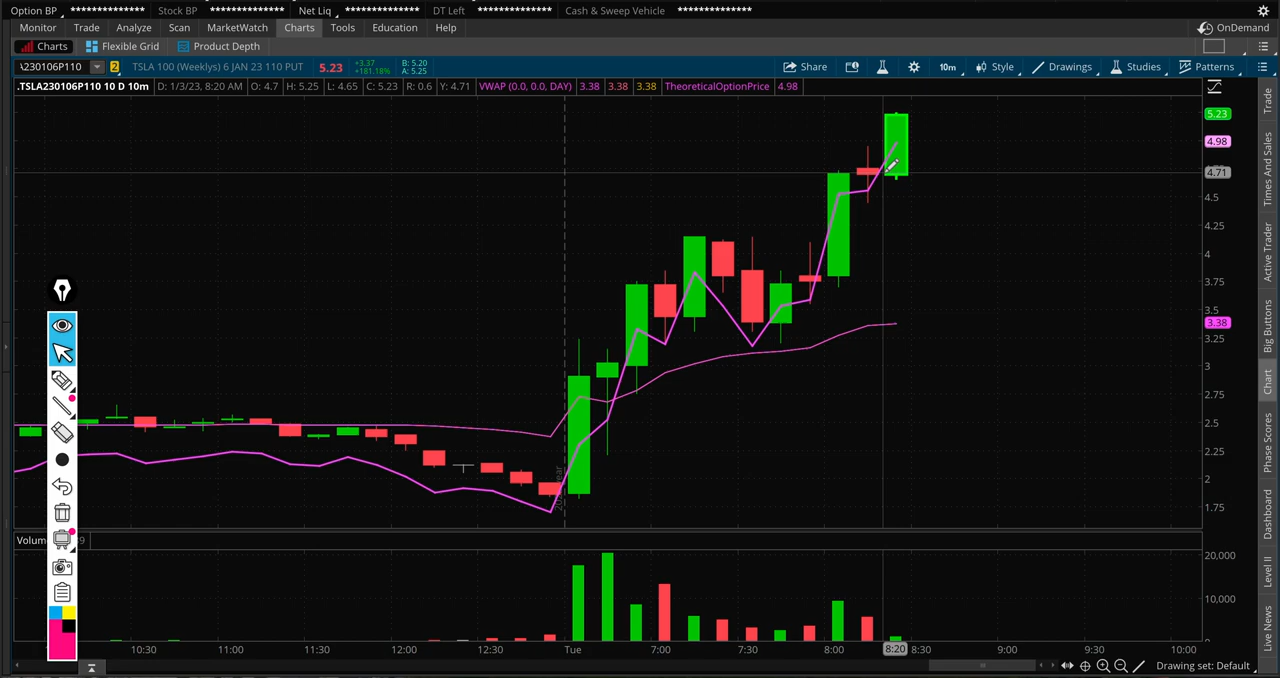 Option BP ************** Stock BP ************** Net Liq ************** DT Left ************** Cash & Sweep Vehicle **************
Monitor Trade Analyze Scan MarketWatch Charts Tools Education Help OnDemand
Charts Flexible Grid Product Depth
230106P110 2 TSLA 100 (Weeklys) 6 JAN 23 110 PUT 5.23 +3.37 +181.18% B: 5.20 A: 5.25 Share 10m Style Drawings Studies Patterns
.TSLA230106P110 10 D 10m D: 1/3/23, 8:20 AM O: 4.7 H: 5.25 L: 4.65 C: 5.23 R: 0.6 Y: 4.71 VWAP (0.0, 0.0, DAY) 3.38 3.38 3.38 TheoreticalOptionPrice 4.98
5.23
4.98
4.71
4.5
4.25
4
3.75
3.5
3.38
3.25
3
2.75
2.5
2.25
2
1.75
year
Volum 9
20,000
10,000
10:30 11:00 11:30 12:00 12:30 Tue 7:00 7:30 8:00 8:20 8:30 9:00 9:30 10:00
Drawing set: Default
Trade
Times And Sales
Active Trader
Big Buttons
Chart
Phase Scores
Dashboard
Level II
Live News